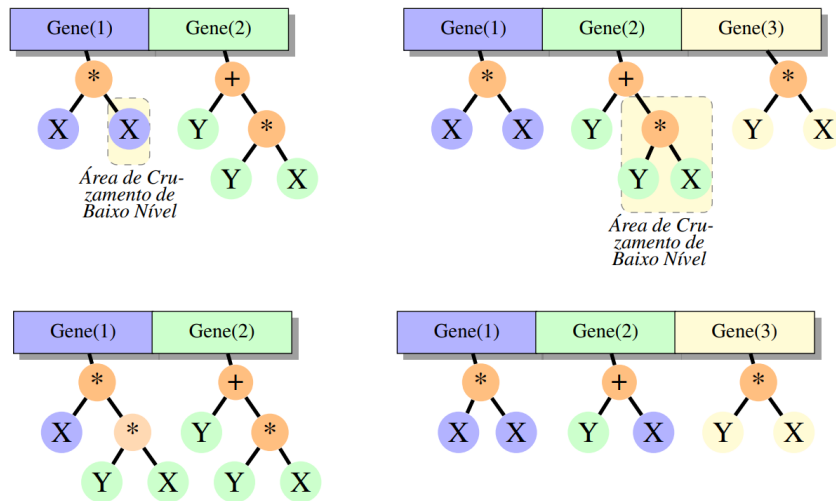 Gene(1) Gene(2)
* +
X X Y *
Y X
Área de Cru-
zamento de
Baixo Nível
Gene(1) Gene(2) Gene(3)
* + *
X X Y * Y X
Y X
Área de Cru-
zamento de
Baixo Nível
Gene(1) Gene(2)
* +
X * Y *
Y X Y X
Gene(1) Gene(2) Gene(3)
* + *
X X Y X Y X